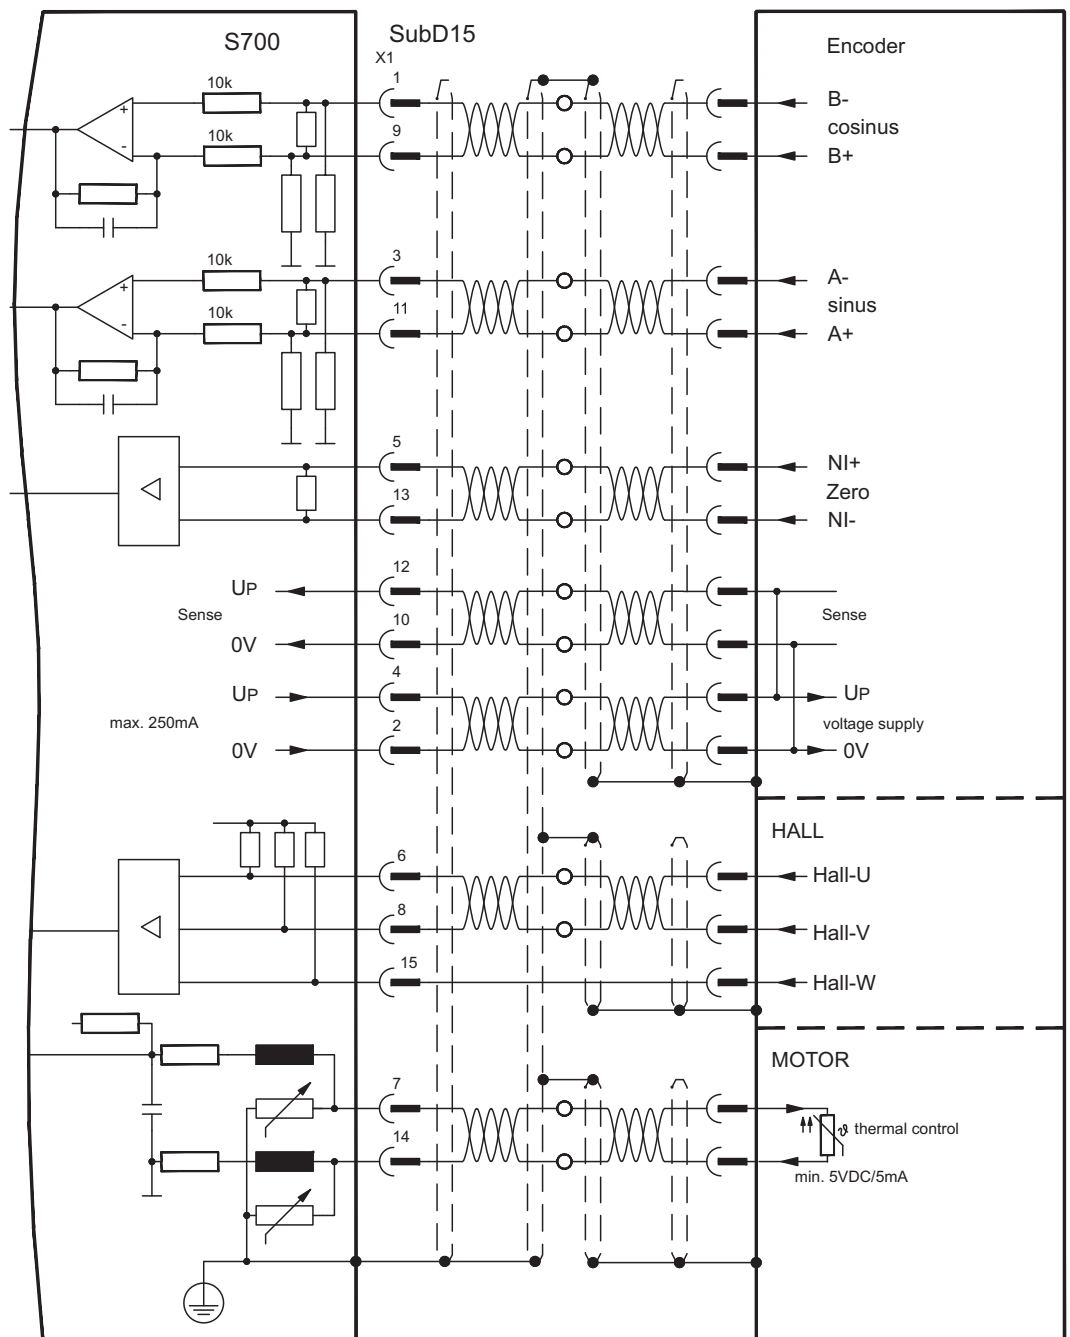 S700
SubD15
X1
Encoder
10k
1
B-
cosinus
10k
9
B+
+
-
10k
3
A-
sinus
10k
11
A+
+
-
5
NI+
Zero
13
NI-
UP
12
Sense
Sense
0V
10
UP
4
UP
max. 250mA
voltage supply
0V
2
0V
HALL
6
Hall-U
8
Hall-V
15
Hall-W
MOTOR
7
ϑ thermal control
14
min. 5VDC/5mA